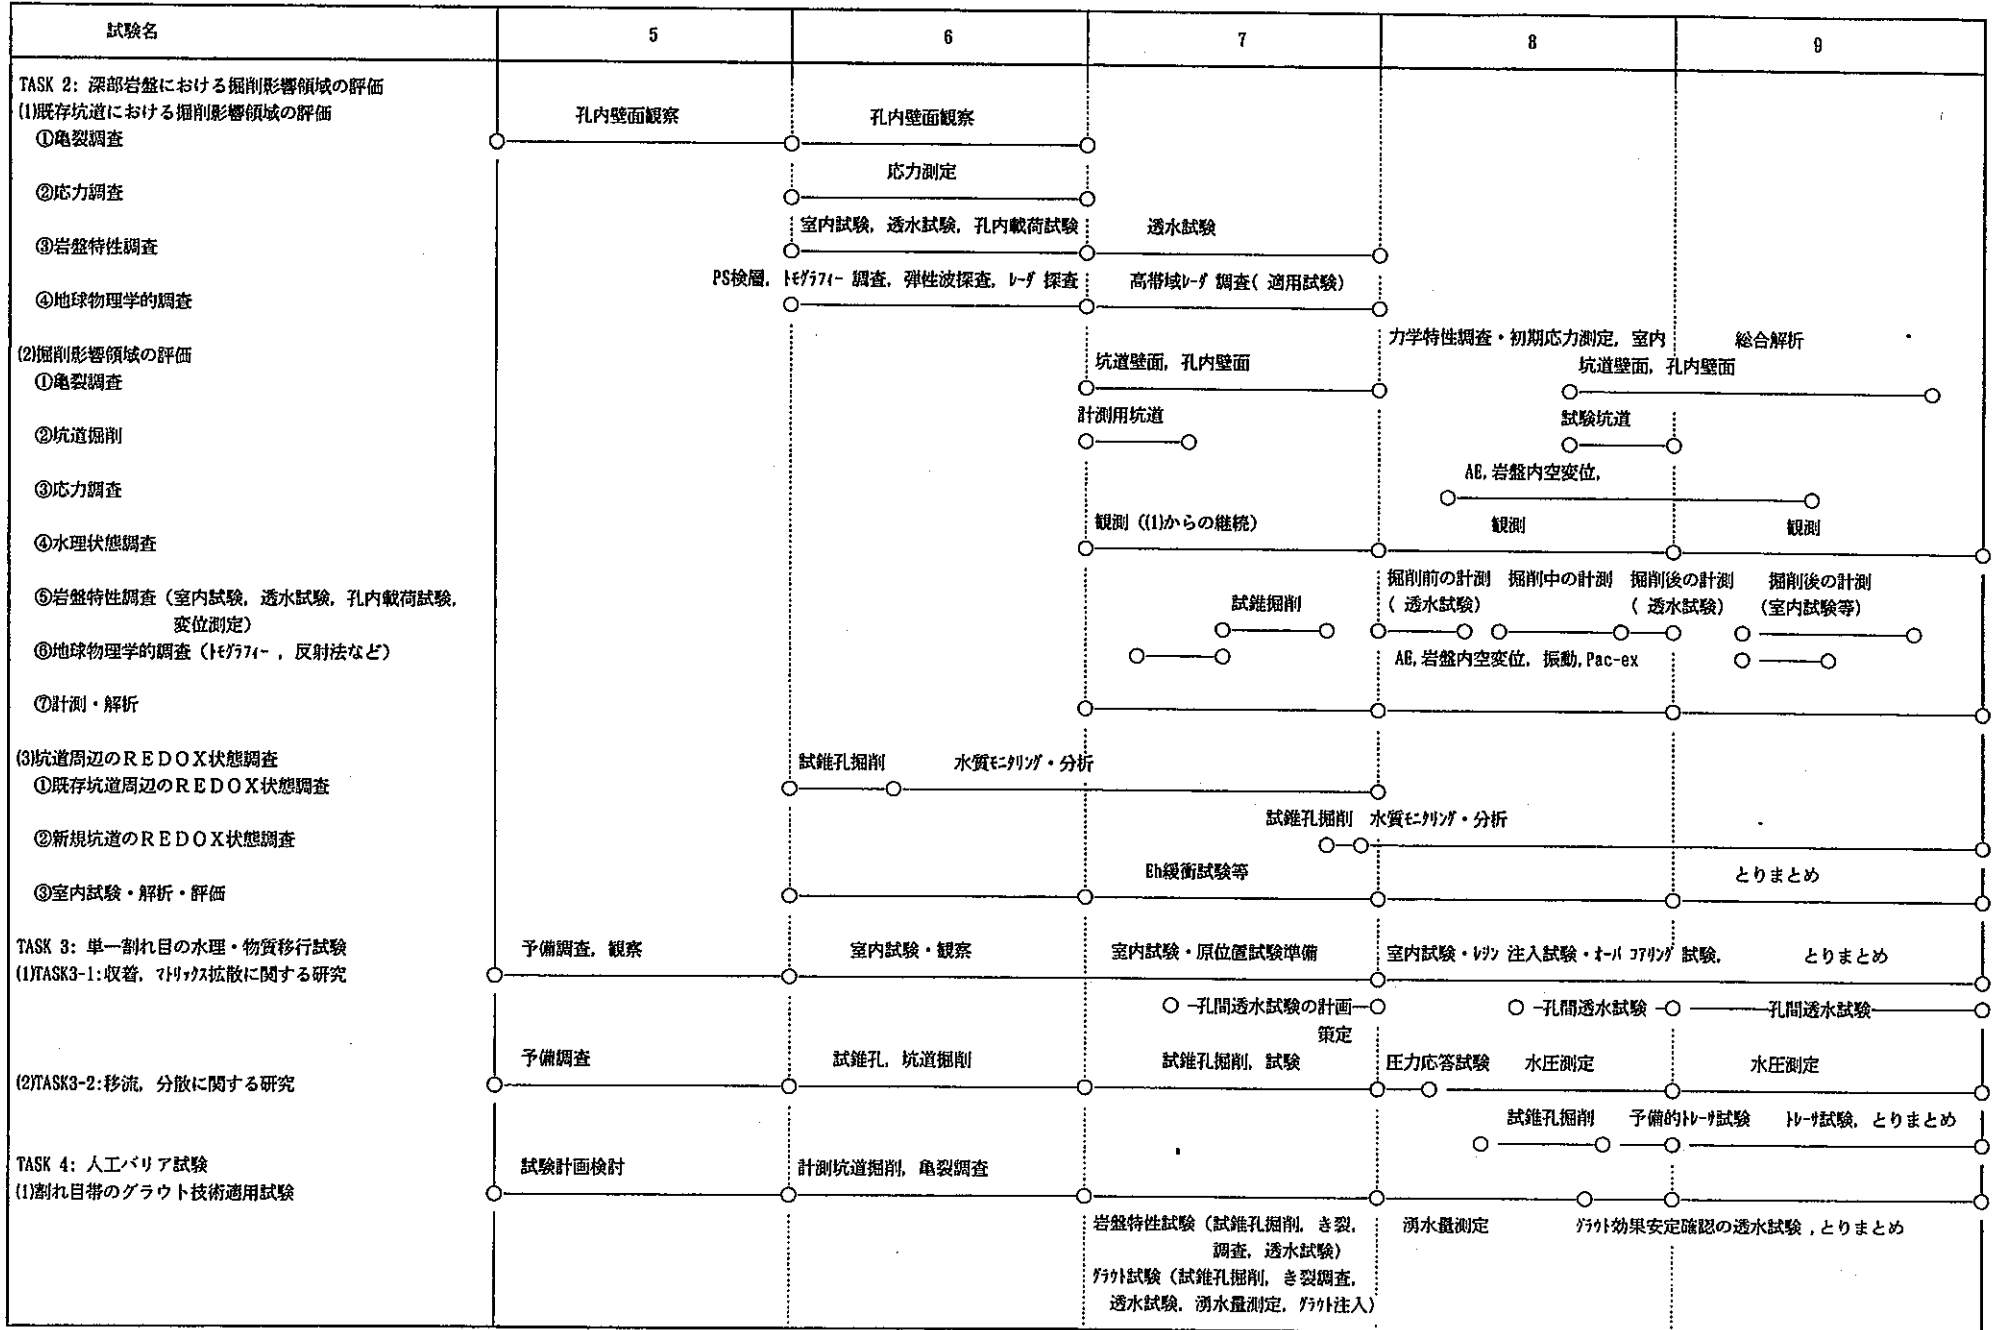 試験名 5 6 7 8 9
TASK 2: 深部岩盤における掘削影響領域の評価
(1)既存坑道における掘削影響領域の評価
孔内壁面観察 孔内壁面観察
①亀裂調査
応力測定
②応力調査
室内試験, 透水試験, 孔内載荷試験 透水試験
③岩盤特性調査
PS検層, ﾄﾓｸﾞﾗﾌｨｰ 調査, 弾性波探査, ﾚｰﾀﾞ 探査 高帯域ﾚｰﾀﾞ 調査( 適用試験)
④地球物理学的調査
力学特性調査・初期応力測定, 室内 総合解析
(2)掘削影響領域の評価
坑道壁面, 孔内壁面 坑道壁面, 孔内壁面
①亀裂調査
計測用坑道 試験坑道
②坑道掘削
AE, 岩盤内空変位,
③応力調査
観測 ((1)からの継続) 観測 観測
④水理状態調査
掘削前の計測 掘削中の計測 掘削後の計測 掘削後の計測
⑤岩盤特性調査 (室内試験, 透水試験, 孔内載荷試験, 試錐掘削 ( 透水試験) ( 透水試験) (室内試験等)
変位測定)
⑥地球物理学的調査 (ﾄﾓｸﾞﾗﾌｨｰ , 反射法など) AE, 岩盤内空変位, 振動, Pac-ex
⑦計測・解析
(3)坑道周辺のREDOX状態調査
試錐孔掘削 水質ﾓﾆﾀﾘﾝｸﾞ・分析
①既存坑道周辺のREDOX状態調査
試錐孔掘削 水質ﾓﾆﾀﾘﾝｸﾞ・分析
②新規坑道のREDOX状態調査
Eh緩衝試験等 とりまとめ
③室内試験・解析・評価
TASK 3: 単一割れ目の水理・物質移行試験 予備調査, 観察 室内試験・観察 室内試験・原位置試験準備 室内試験・ﾚｼﾞﾝ 注入試験・ｵｰﾊﾞ ｺｱﾘﾝｸﾞ 試験, とりまとめ
(1)TASK3-1:収着, ﾏﾄﾘｯｸｽ拡散に関する研究
孔間透水試験の計画 孔間透水試験 孔間透水試験
策定
予備調査 試錐孔, 坑道掘削 試錐孔掘削, 試験 圧力応答試験 水圧測定 水圧測定
(2)TASK3-2:移流, 分散に関する研究
試錐孔掘削 予備的ﾄﾚｰｻ試験 ﾄﾚｰｻ試験, とりまとめ
TASK 4: 人工バリア試験 試験計画検討 計測坑道掘削, 亀裂調査
(1)割れ目帯のグラウト技術適用試験
岩盤特性試験 (試錐孔掘削, き裂, 湧水量測定 ｸﾞﾗｳﾄ効果安定確認の透水試験 , とりまとめ
調査, 透水試験)
ｸﾞﾗｳﾄ試験 (試錐孔掘削, き裂調査,
透水試験, 湧水量測定, ｸﾞﾗｳﾄ注入)